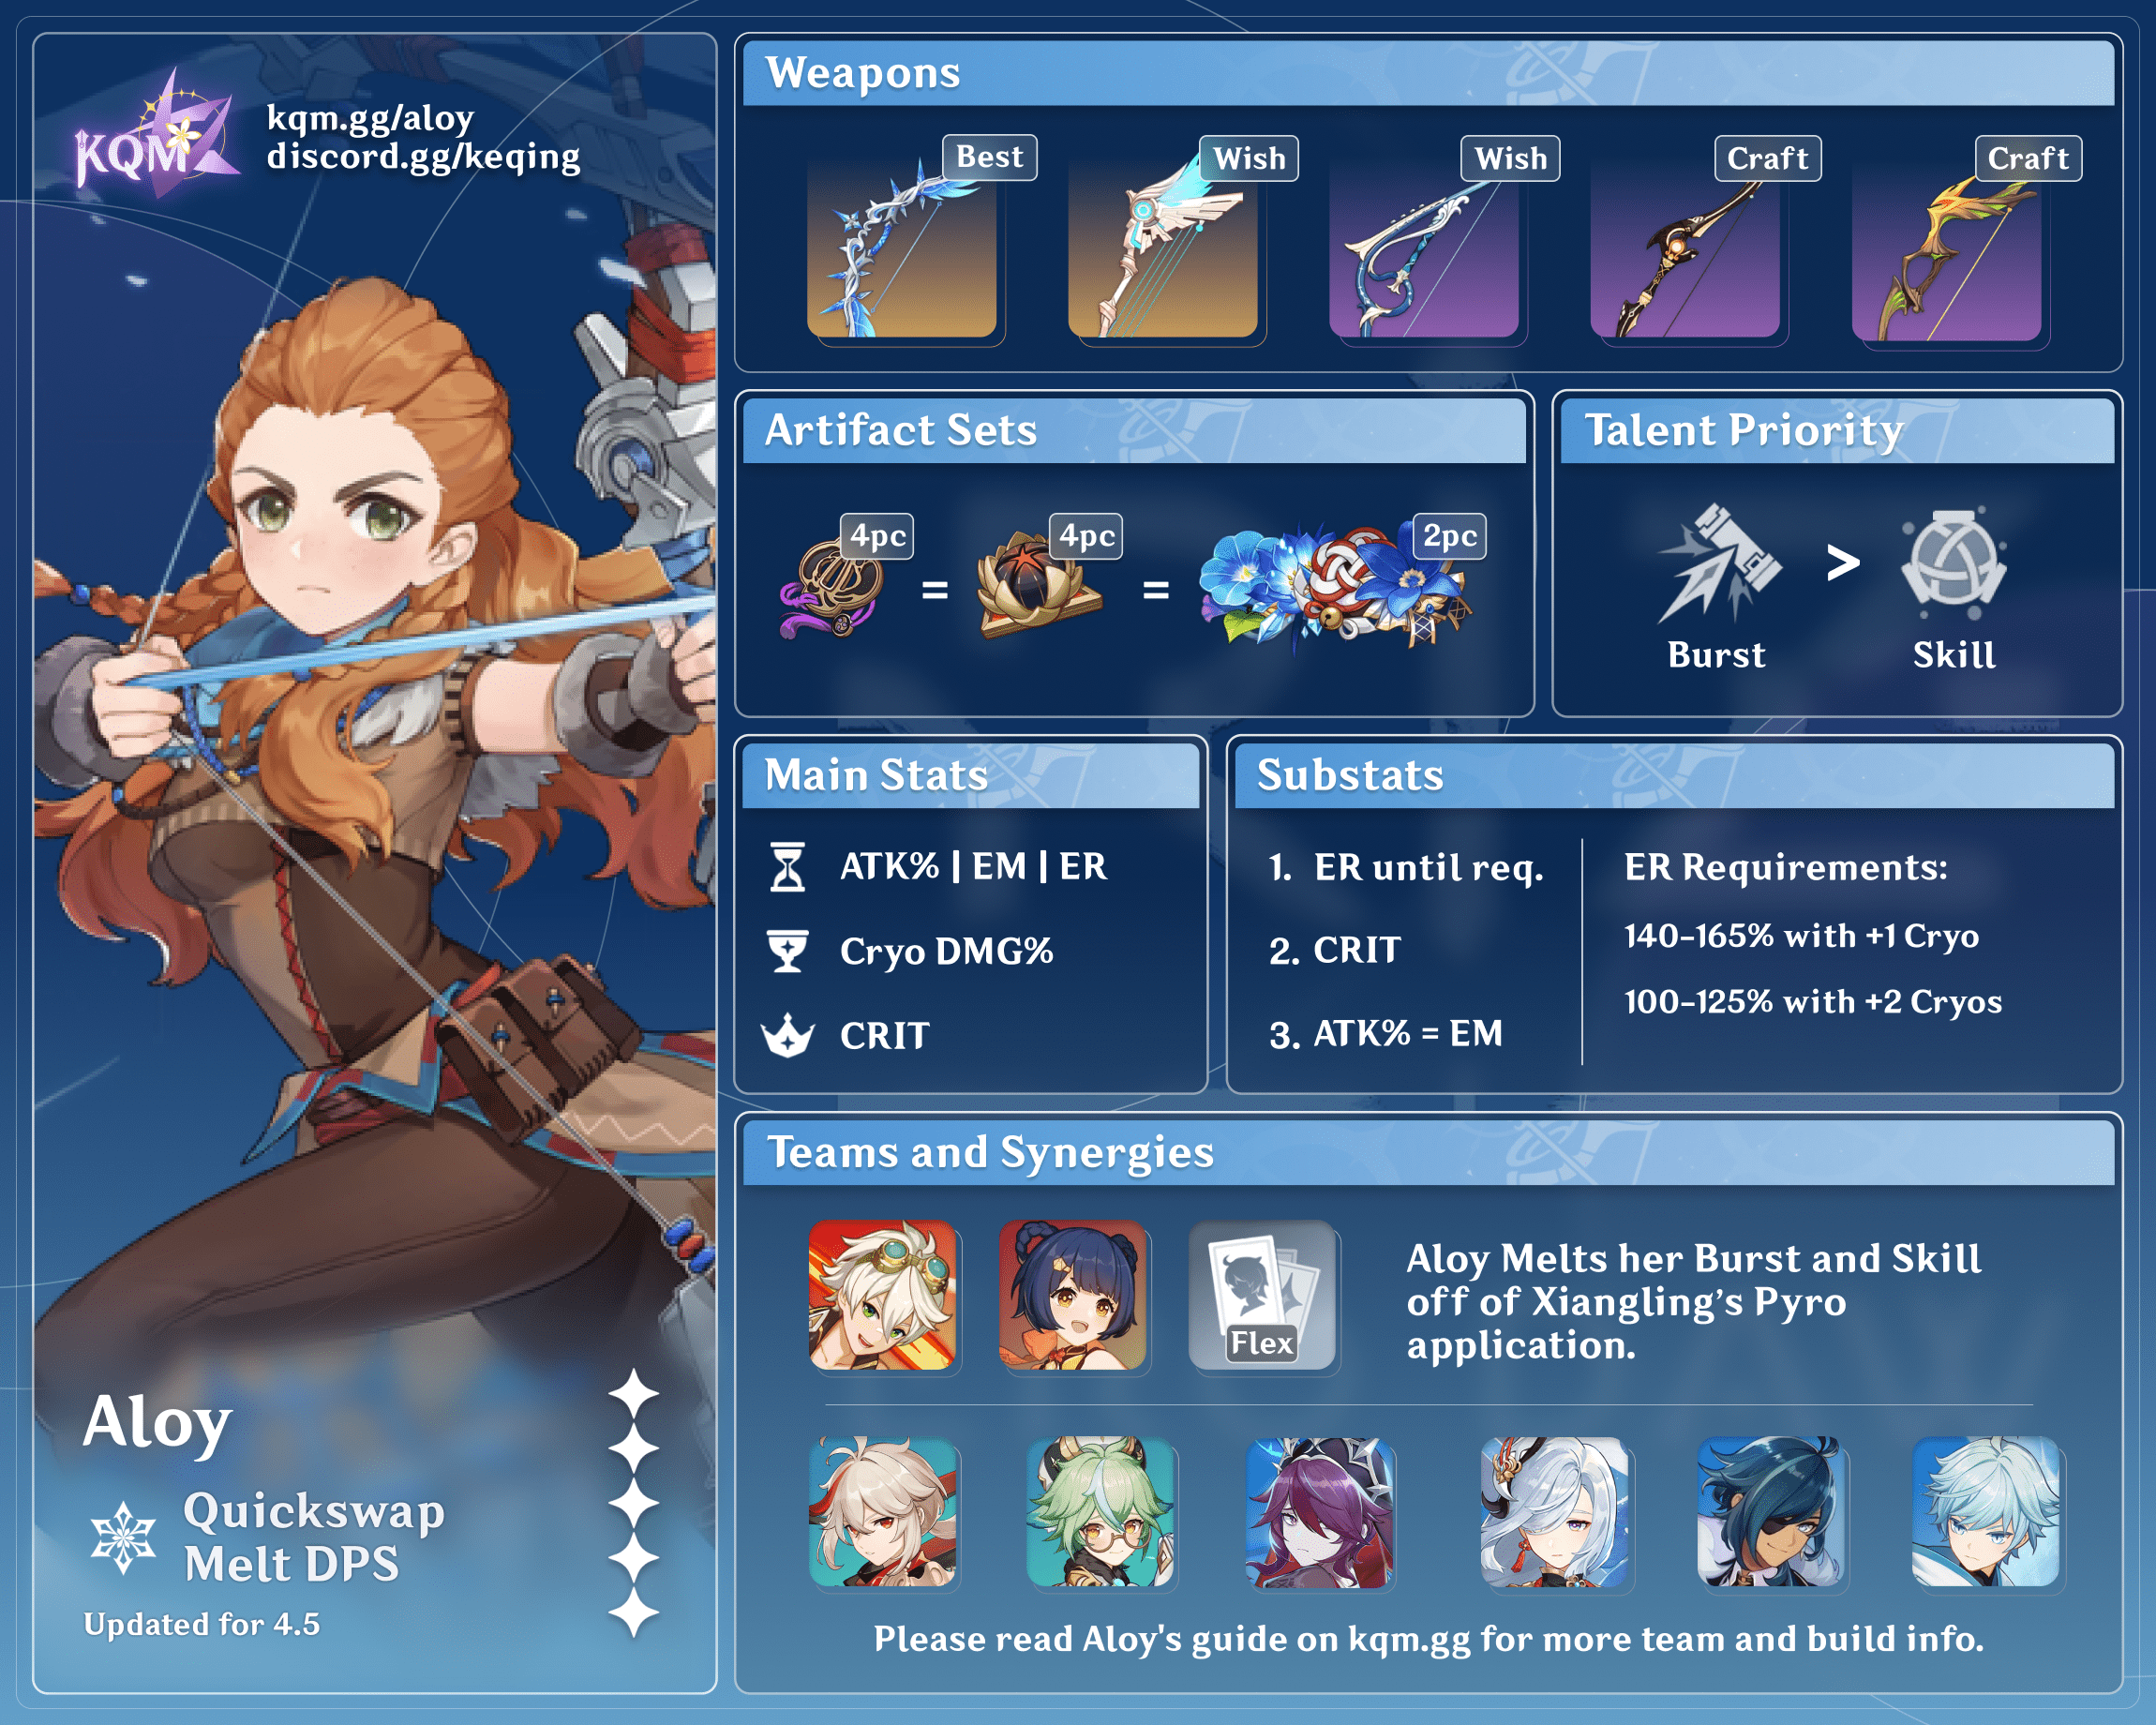 KQM
kqm.gg/aloy
discord.gg/keqing
Aloy
Quickswap
Melt DPS
Updated for 4.5
Weapons
Best
Wish
Wish
Craft
Craft
Artifact Sets
4pc
=
4pc
=
2pc
Talent Priority
>
Burst
Skill
Main Stats
ATK% | EM | ER
Cryo DMG%
CRIT
Substats
1. ER until req.
2. CRIT
3. ATK% = EM
ER Requirements:
140-165% with +1 Cryo
100-125% with +2 Cryos
Teams and Synergies
Flex
Aloy Melts her Burst and Skill
off of Xiangling's Pyro
application.
Please read Aloy's guide on kqm.gg for more team and build info.